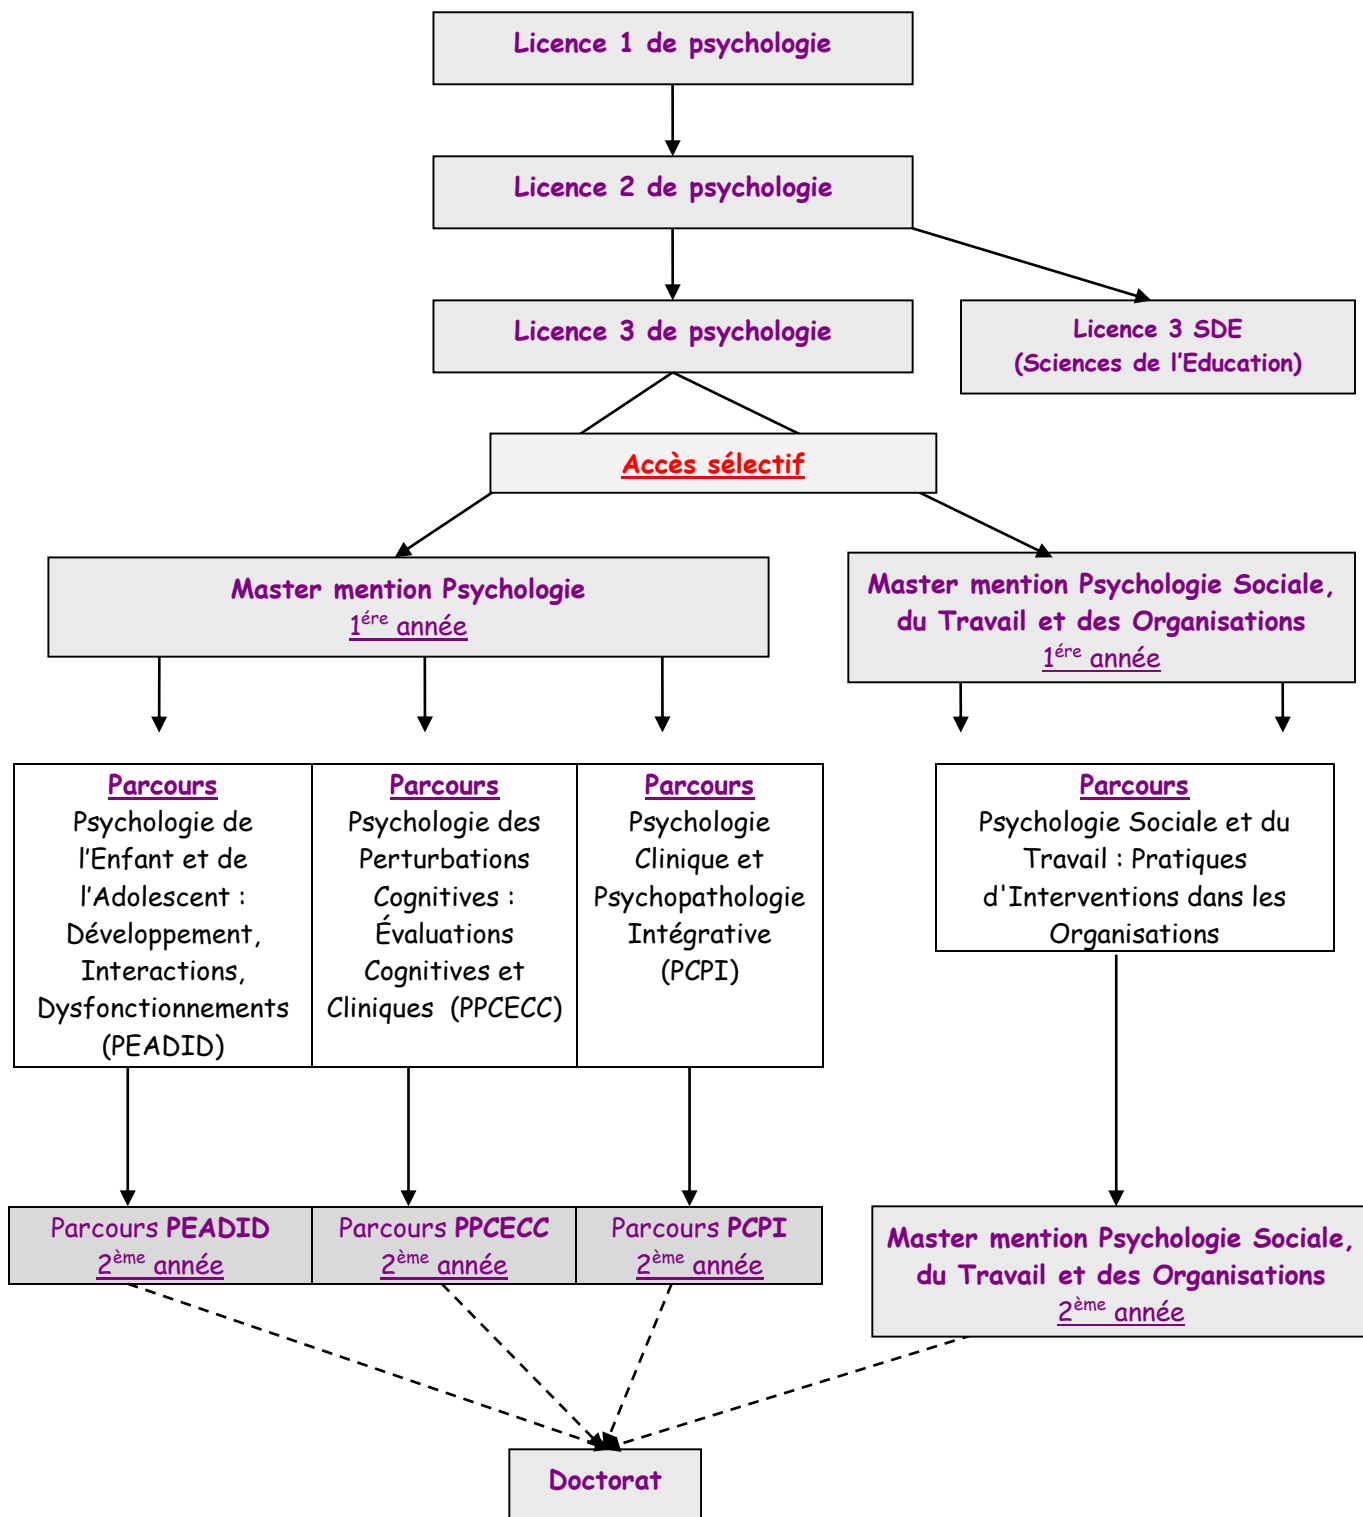 Licence 1 de psychologie
Licence 2 de psychologie
Licence 3 de psychologie
Licence 3 SDE
(Sciences de l'Education)
Accès sélectif
Master mention Psychologie
1ére année
Master mention Psychologie Sociale,
du Travail et des Organisations
1ére année
Parcours
Psychologie de
l'Enfant et de
l'Adolescent :
Développement,
Interactions,
Dysfonctionnements
(PEADID)
Parcours
Psychologie des
Perturbations
Cognitives :
Évaluations
Cognitives et
Cliniques (PPCECC)
Parcours
Psychologie
Clinique et
Psychopathologie
Intégrative
(PCPI)
Parcours
Psychologie Sociale et du
Travail : Pratiques
d'Interventions dans les
Organisations
Parcours PEADID
2ème année
Parcours PPCECC
2ème année
Parcours PCPI
2ème année
Master mention Psychologie Sociale,
du Travail et des Organisations
2ème année
Doctorat